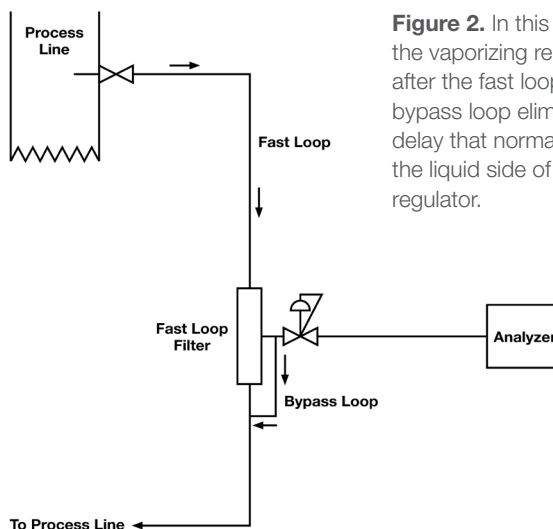 Process
Line
Fast Loop
Fast Loop
Filter
Bypass Loop
Analyzer
To Process Line
Figure 2. In this
the vaporizing re
after the fast loop
bypass loop elim
delay that norma
the liquid side of
regulator.